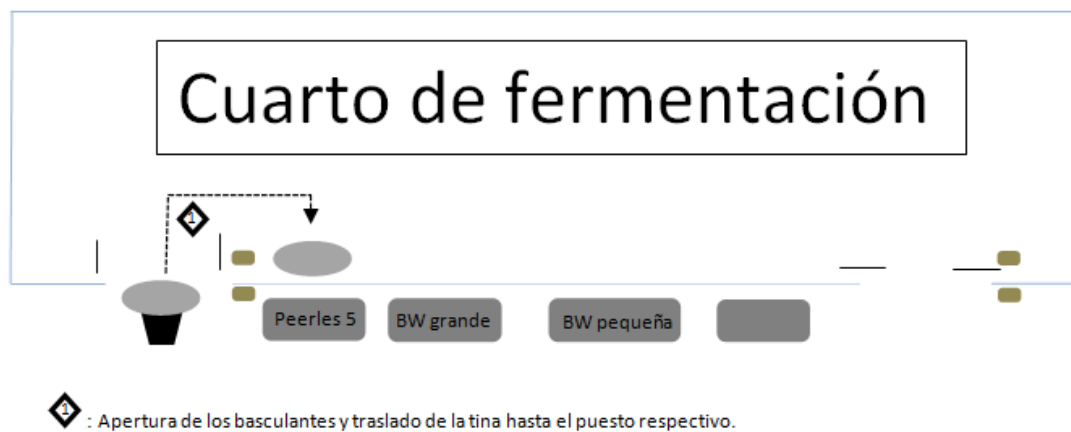 Cuarto de fermentación
1
Peerles 5
BW grande
BW pequeña
1 : Apertura de los basculantes y traslado de la tina hasta el puesto respectivo.